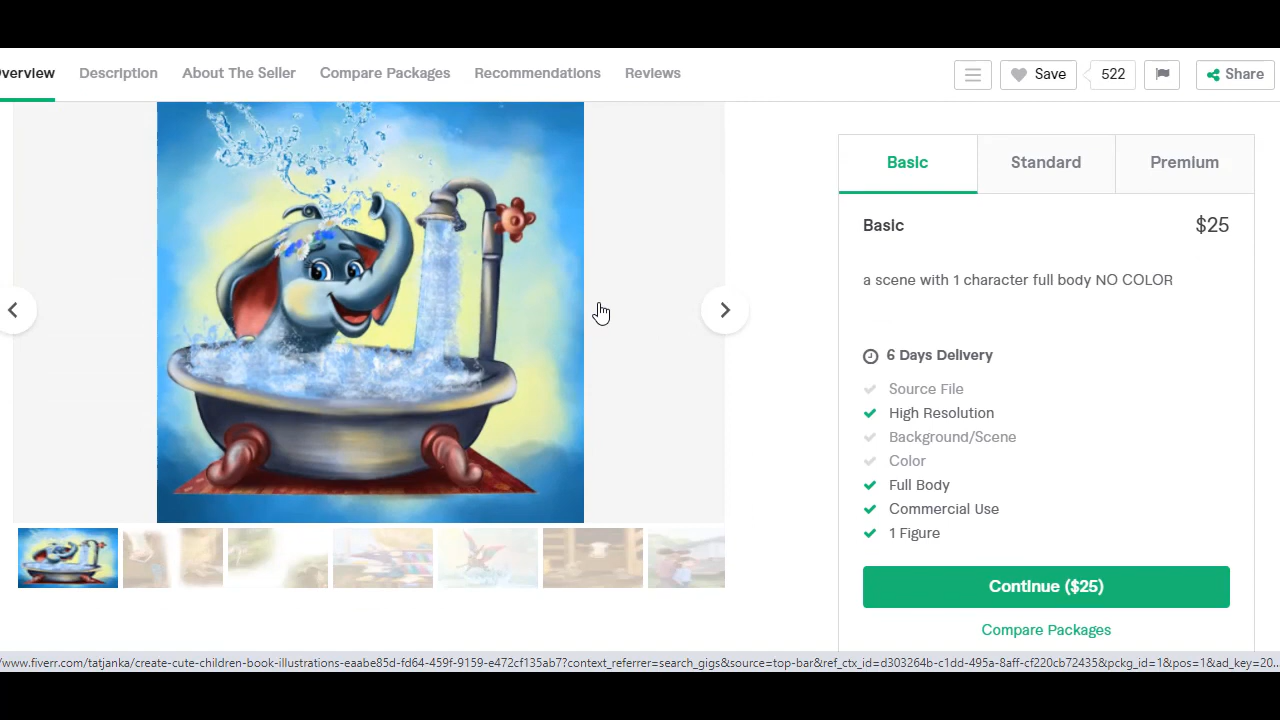 verview Description About The Seller Compare Packages Recommendations Reviews Save 522 Share
Basic Standard Premium
Basic $25
a scene with 1 character full body NO COLOR
6 Days Delivery
Source File
High Resolution
Background/Scene
Color
Full Body
Commercial Use
1 Figure
Continue ($25)
Compare Packages
/www.fiverr.com/tatjanka/create-cute-children-book-illustrations-eaabe85d-fd64-459f-9159-e472cf135ab7?context_referrer=search_gigs&source=top-bar&ref_ctx_id=d303264b-c1dd-495a-8aff-cf220cb72435&pckg_id=1&pos=1&ad_key=20...